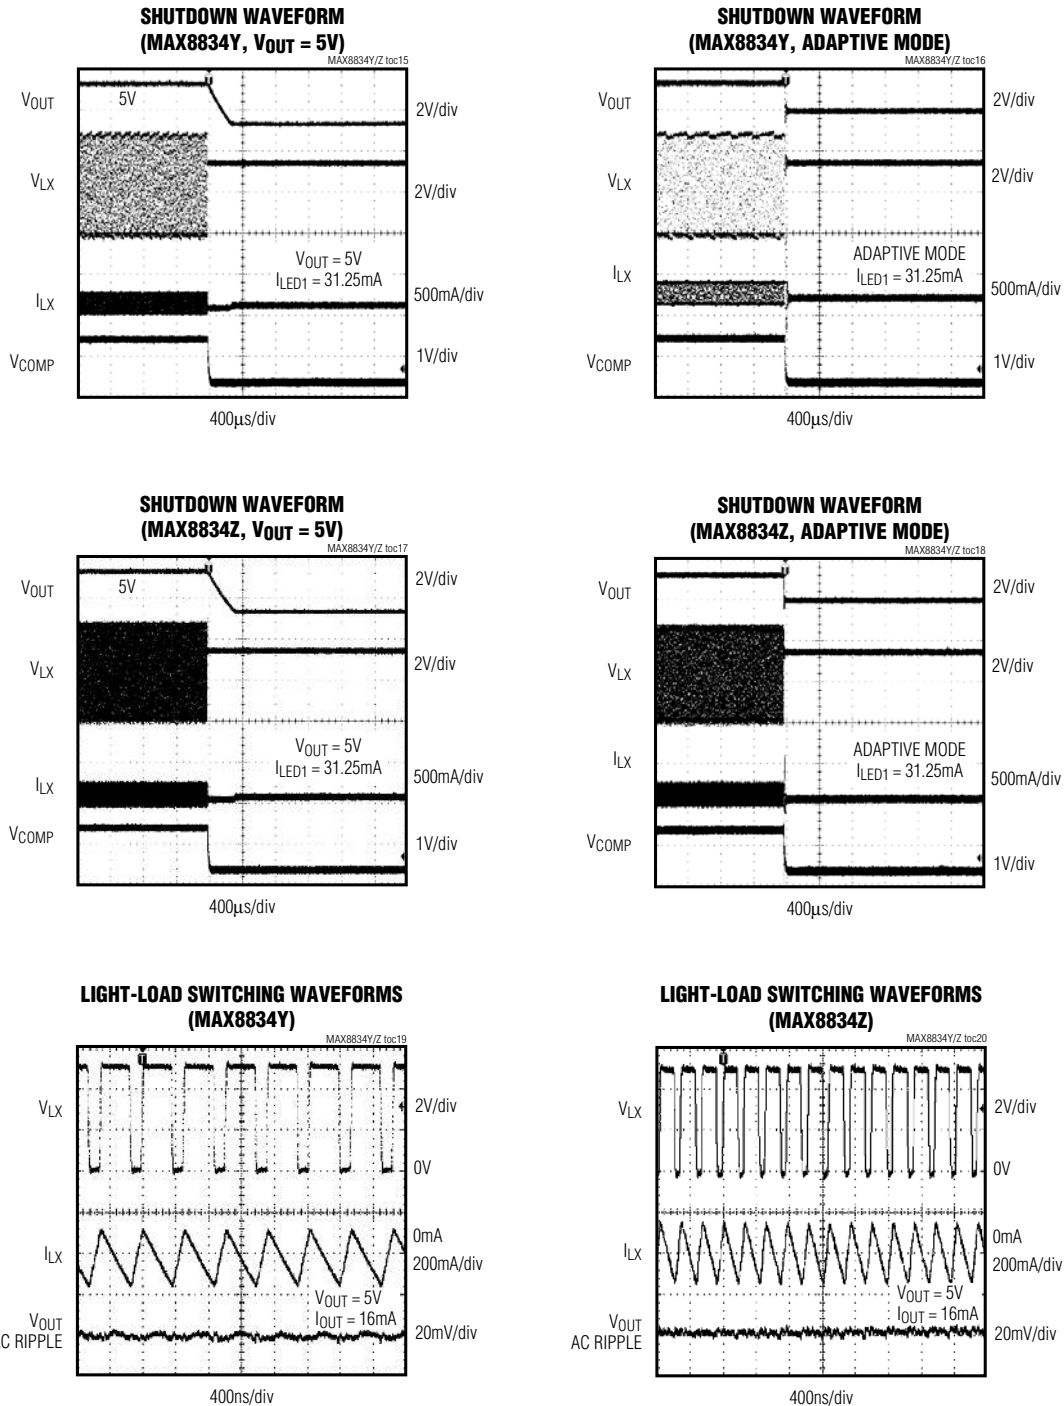 SHUTDOWN WAVEFORM
(MAX8834Y, VOUT = 5V)
MAX8834Y/Z toc15
VOUT
5V
2V/div
VLX
2V/div
VOUT = 5V
ILED1 = 31.25mA
ILX
500mA/div
VCOMP
1V/div
400µs/div
SHUTDOWN WAVEFORM
(MAX8834Y, ADAPTIVE MODE)
MAX8834Y/Z toc16
VOUT
2V/div
VLX
2V/div
ADAPTIVE MODE
ILED1 = 31.25mA
ILX
500mA/div
VCOMP
1V/div
400µs/div
SHUTDOWN WAVEFORM
(MAX8834Z, VOUT = 5V)
MAX8834Y/Z toc17
VOUT
5V
2V/div
VLX
2V/div
VOUT = 5V
ILED1 = 31.25mA
ILX
500mA/div
VCOMP
1V/div
400µs/div
SHUTDOWN WAVEFORM
(MAX8834Z, ADAPTIVE MODE)
MAX8834Y/Z toc18
VOUT
2V/div
VLX
2V/div
ADAPTIVE MODE
ILED1 = 31.25mA
ILX
500mA/div
VCOMP
1V/div
400µs/div
LIGHT-LOAD SWITCHING WAVEFORMS
(MAX8834Y)
MAX8834Y/Z toc19
T
VLX
2V/div
0V
0mA
ILX
200mA/div
VOUT = 5V
IOUT = 16mA
VOUT
C RIPPLE
20mV/div
400ns/div
LIGHT-LOAD SWITCHING WAVEFORMS
(MAX8834Z)
MAX8834Y/Z toc20
VLX
2V/div
0V
0mA
ILX
200mA/div
VOUT = 5V
IOUT = 16mA
VOUT
AC RIPPLE
20mV/div
400ns/div